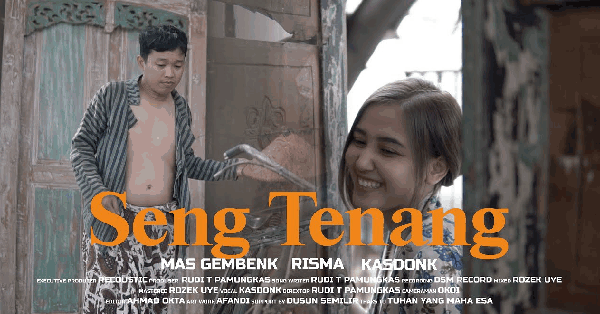 Seng Tenang
MAS GEMBENK RISMA KASDONK
EXECUTIVE PRODUCER RECOUSTIC PRODUCER RUDI T PAMUNGKAS SONG WRITER RUDI T PAMUNGKAS RECORDING DSM RECORD MIXER ROZEK UYE
MASTERING ROZEK UYE VOCAL KASDONK DIRECTOR RUDI T PAMUNGKAS CAMERAMAN OKOI
EDITOR AHMAD OKTA ART WORK AFANDI SUPPORT BY DUSUN SEMILIR THANKS TO TUHAN YANG MAHA ESA